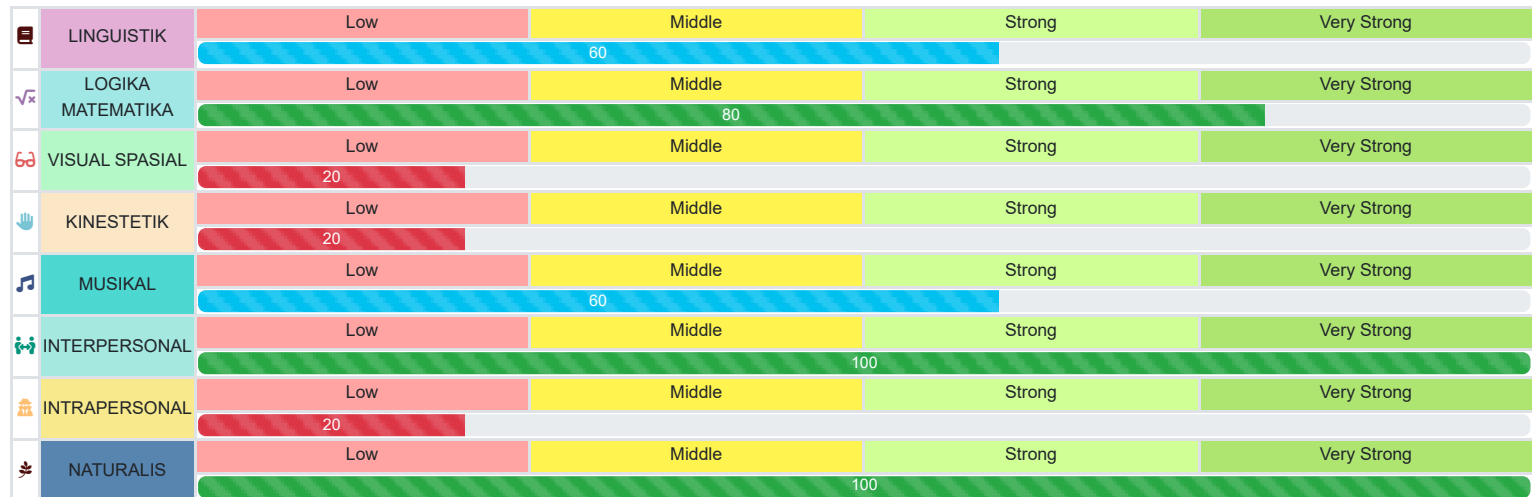 LINGUISTIK
Low Middle Strong Very Strong
60
LOGIKA
MATEMATIKA
Low Middle Strong Very Strong
80
VISUAL SPASIAL
Low Middle Strong Very Strong
20
KINESTETIK
Low Middle Strong Very Strong
20
MUSIKAL
Low Middle Strong Very Strong
60
INTERPERSONAL
Low Middle Strong Very Strong
100
INTRAPERSONAL
Low Middle Strong Very Strong
20
NATURALIS
Low Middle Strong Very Strong
100